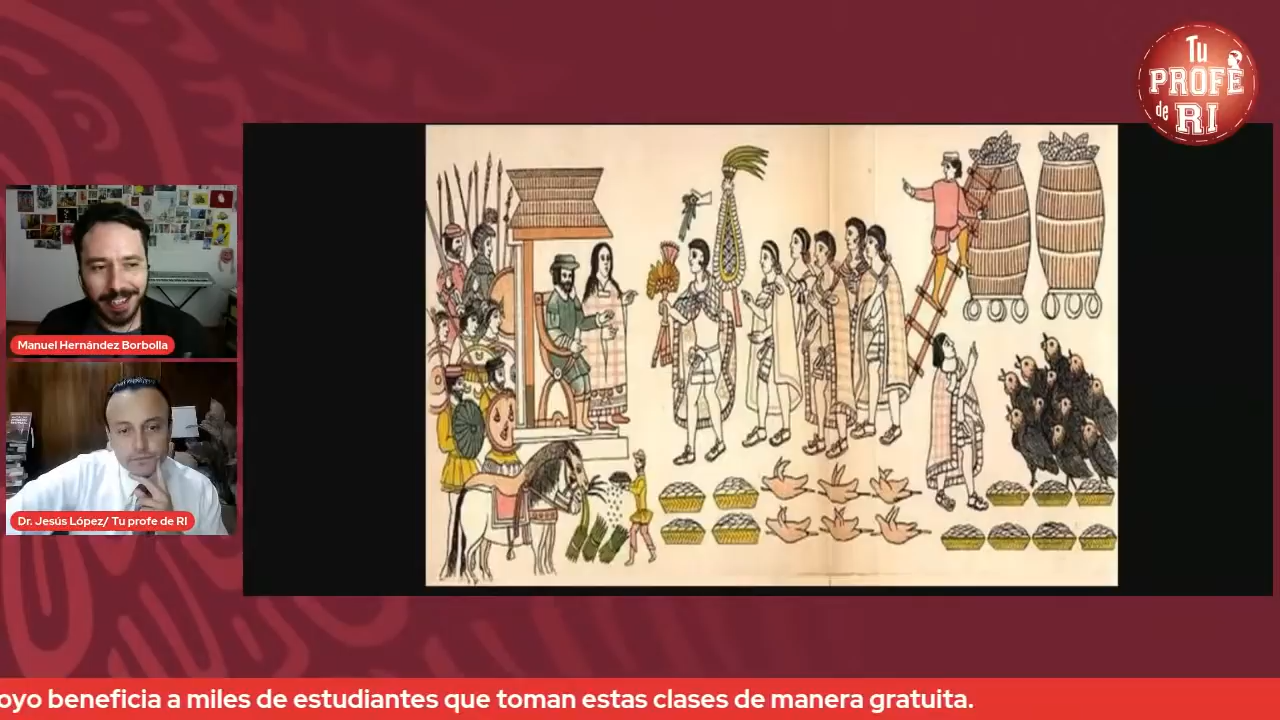 Tu
PROFE
de RI
Manuel Hernández Borbolla
Dr. Jesús López/ Tu profe de RI
oyo beneficia a miles de estudiantes que toman estas clases de manera gratuita.